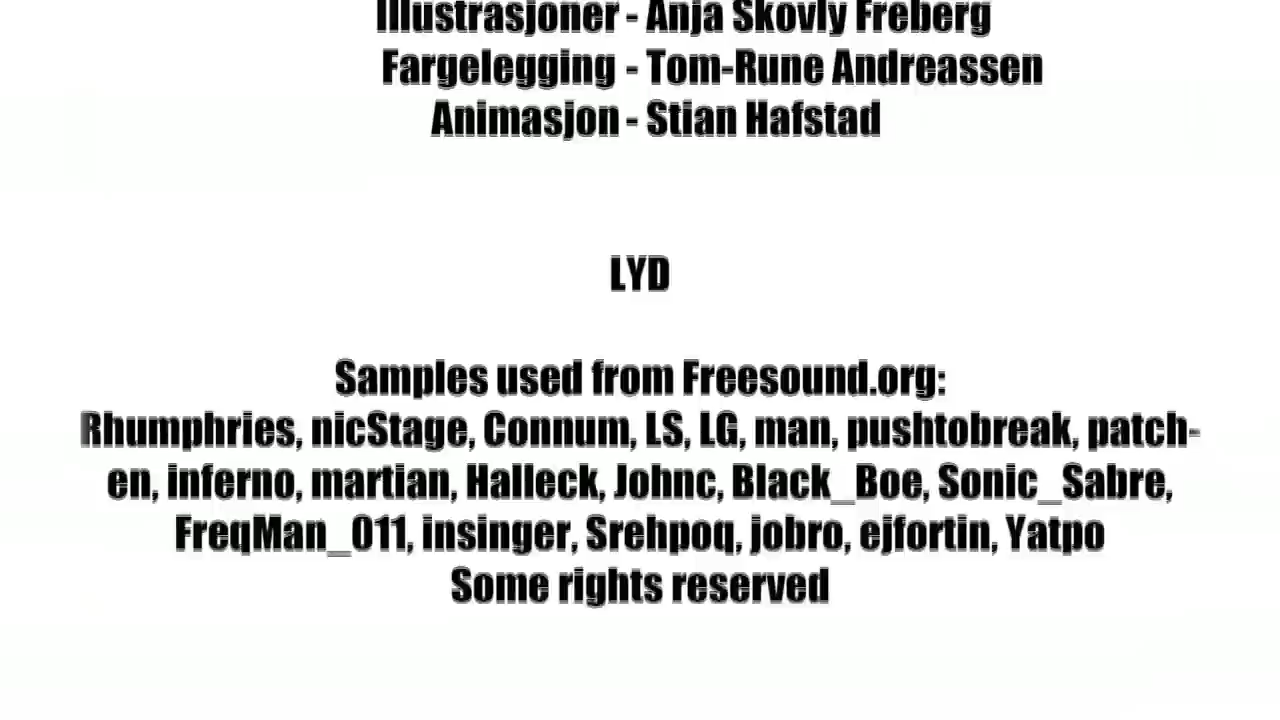 Illustrasjoner - Anja Skovly Freberg
Fargelegging - Tom-Rune Andreassen
Animasjon - Stian Hafstad
LYD
Samples used from Freesound.org:
Rhumphries, nicStage, Connum, LS, LG, man, pushtobreak, patch-
en, inferno, martian, Halleck, Johnc, Black_Boe, Sonic_Sabre,
FreqMan_011, insinger, Srehpoq, jobro, ejfortin, Yatpo
Some rights reserved